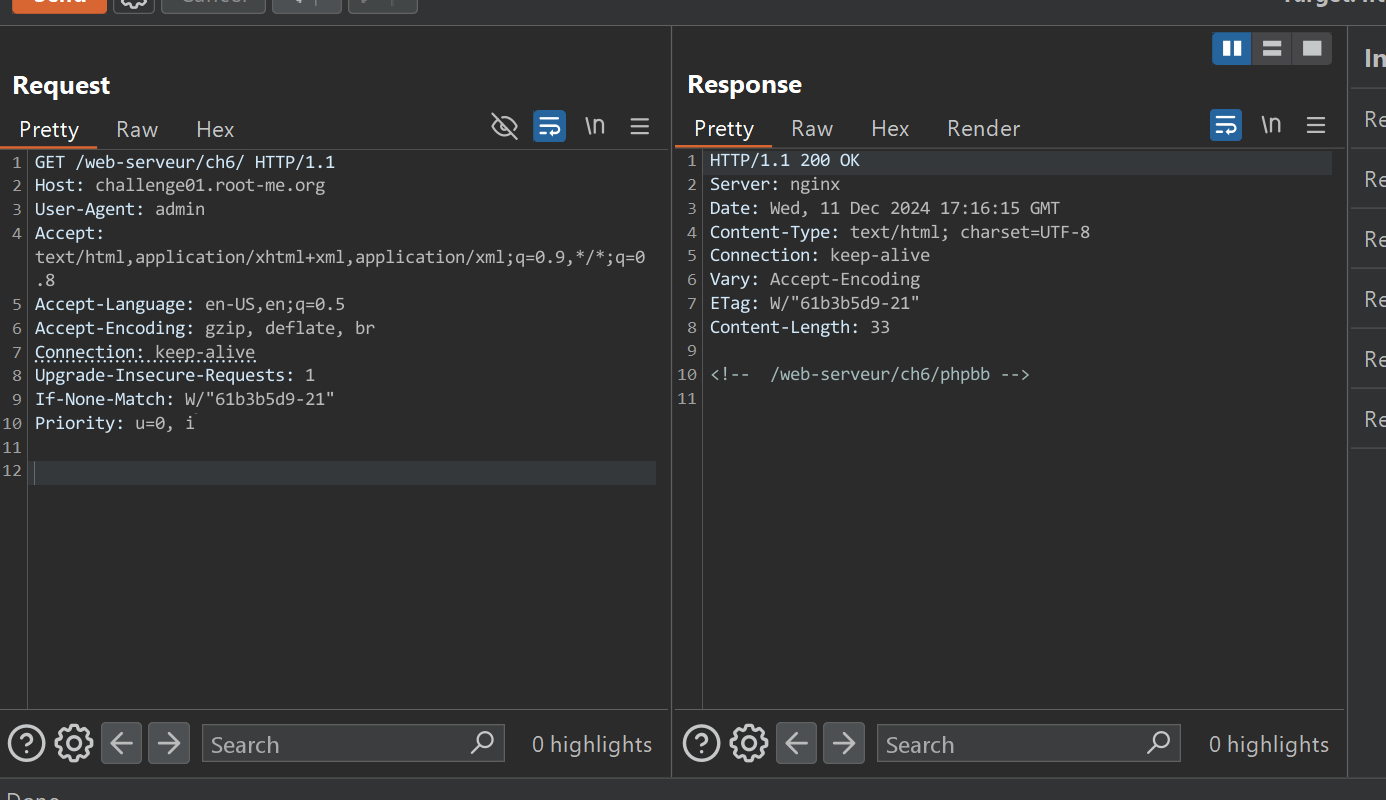 Send
Cancel
Request
Pretty Raw Hex
\n
1 GET /web-serveur/ch6/ HTTP/1.1
2 Host: challenge01.root-me.org
3 User-Agent: admin
4 Accept:
text/html,application/xhtml+xml,application/xml;q=0.9,*/*;q=0
.8
5 Accept-Language: en-US,en;q=0.5
6 Accept-Encoding: gzip, deflate, br
7 Connection: keep-alive
8 Upgrade-Insecure-Requests: 1
9 If-None-Match: W/"61b3b5d9-21"
10 Priority: u=0, i
11
12
Search
0 highlights
Response
Pretty Raw Hex Render
\n
1 HTTP/1.1 200 OK
2 Server: nginx
3 Date: Wed, 11 Dec 2024 17:16:15 GMT
4 Content-Type: text/html; charset=UTF-8
5 Connection: keep-alive
6 Vary: Accept-Encoding
7 ETag: W/"61b3b5d9-21"
8 Content-Length: 33
9
10 <!--  /web-serveur/ch6/phpbb -->
11
Search
0 highlights
In
Re
Re
Re
Re
Re
Re
Done